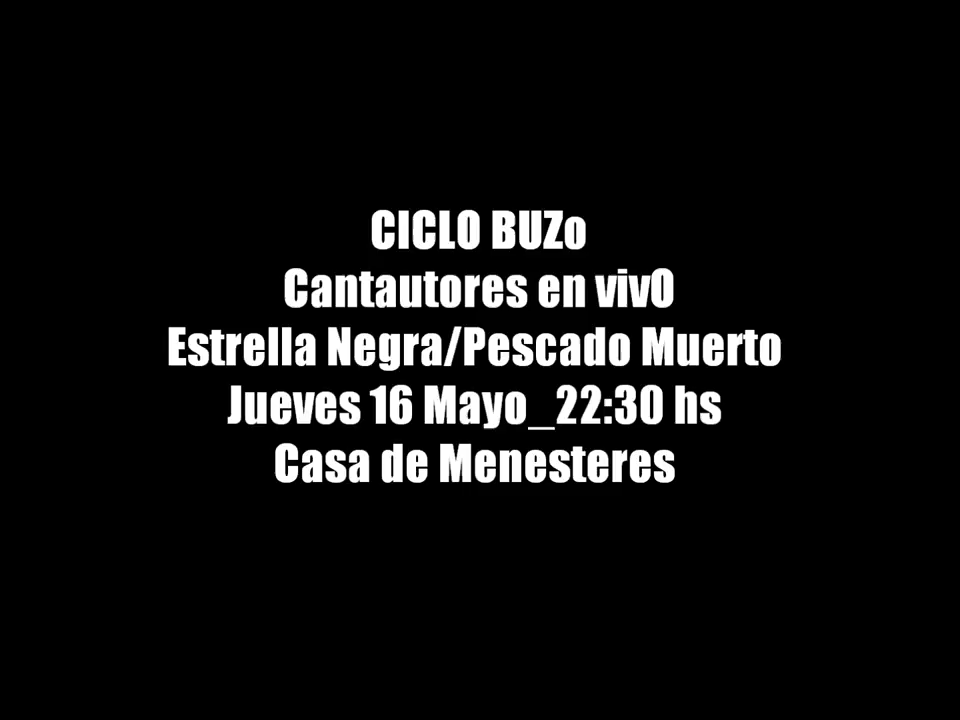 CICLO BUZo
Cantautores en vivO
Estrella Negra/Pescado Muerto
Jueves 16 Mayo_22:30 hs
Casa de Menesteres